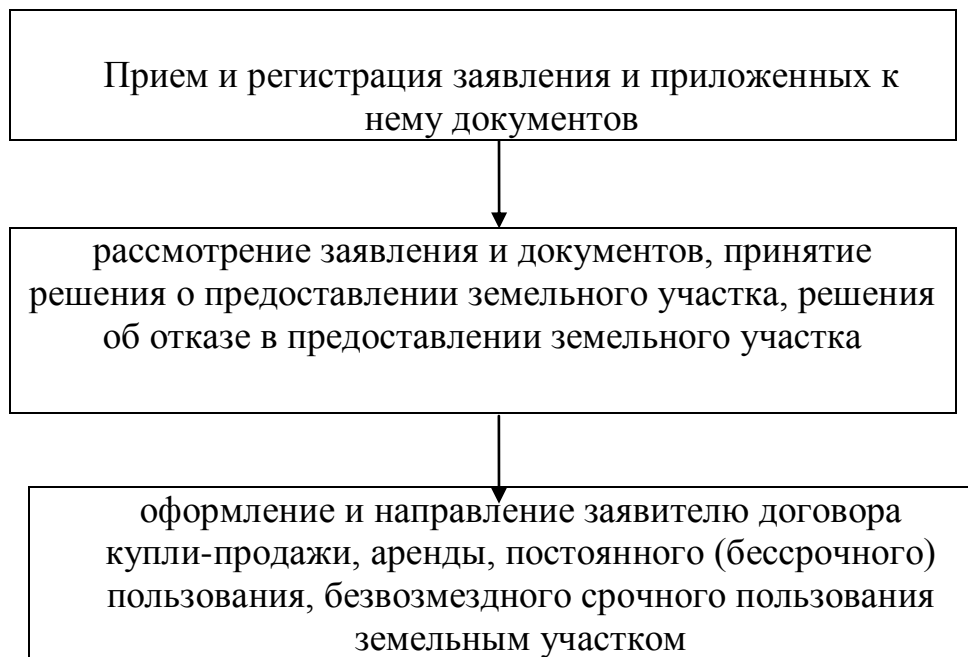 Прием и регистрация заявления и приложенных к
нему документов
рассмотрение заявления и документов, принятие
решения о предоставлении земельного участка, решения
об отказе в предоставлении земельного участка
оформление и направление заявителю договора
купли-продажи, аренды, постоянного (бессрочного)
пользования, безвозмездного срочного пользования
земельным участком